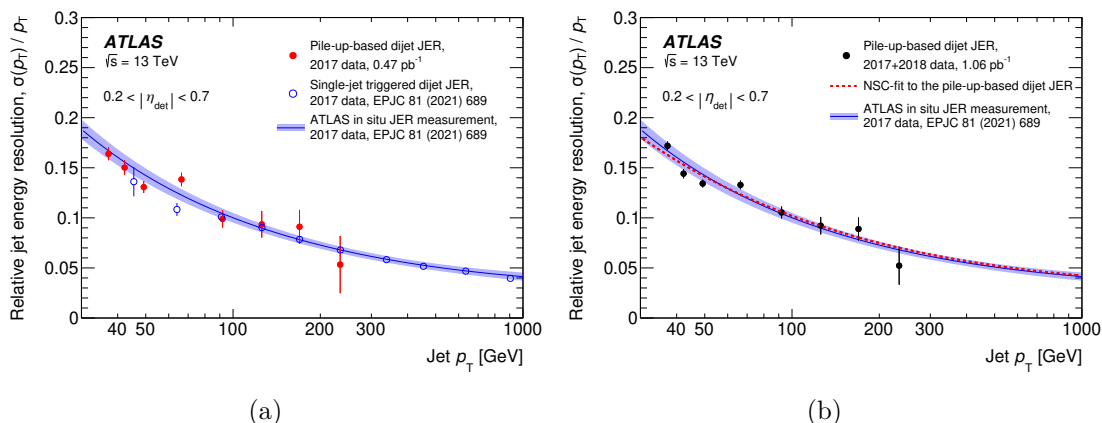 Relative jet energy resolution, σ(p_T) / p_T
0.3
0.25
0.2
0.15
0.1
0.05
0
ATLAS
√s = 13 TeV
0.2 < |η_det| < 0.7
Pile-up-based dijet JER,
2017 data, 0.47 pb⁻¹
Single-jet triggered dijet JER,
2017 data, EPJC 81 (2021) 689
ATLAS in situ JER measurement,
2017 data, EPJC 81 (2021) 689
40 50 100 200 300 1000
Jet p_T [GeV]
(a)
Relative jet energy resolution, σ(p_T) / p_T
0.3
0.25
0.2
0.15
0.1
0.05
0
ATLAS
√s = 13 TeV
0.2 < |η_det| < 0.7
Pile-up-based dijet JER,
2017+2018 data, 1.06 pb⁻¹
NSC-fit to the pile-up-based dijet JER
ATLAS in situ JER measurement,
2017 data, EPJC 81 (2021) 689
40 50 100 200 300 1000
Jet p_T [GeV]
(b)